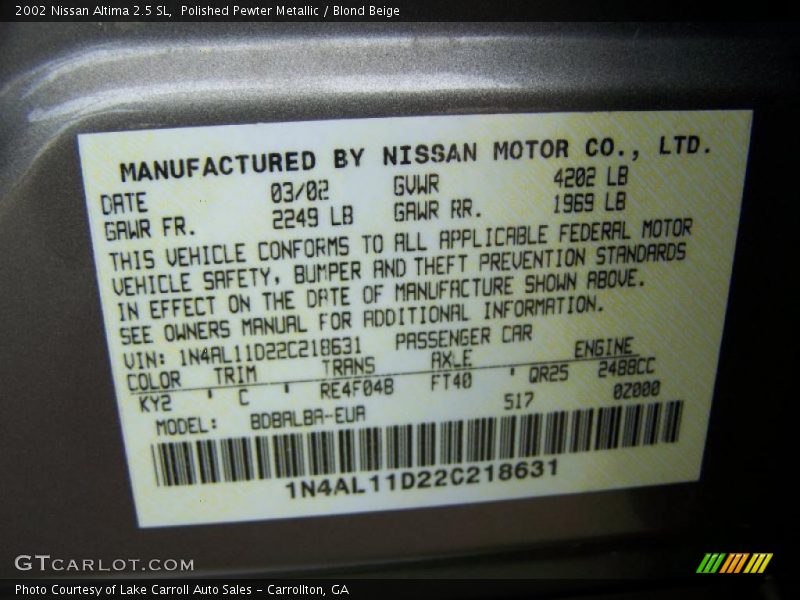 2002 Nissan Altima 2.5 SL, Polished Pewter Metallic / Blond Beige
MANUFACTURED BY NISSAN MOTOR CO., LTD.
DATE 03/02 GVWR 4202 LB
GAWR FR. 2249 LB GAWR RR. 1969 LB
THIS VEHICLE CONFORMS TO ALL APPLICABLE FEDERAL MOTOR
VEHICLE SAFETY, BUMPER AND THEFT PREVENTION STANDARDS
IN EFFECT ON THE DATE OF MANUFACTURE SHOWN ABOVE.
SEE OWNERS MANUAL FOR ADDITIONAL INFORMATION.
VIN: 1N4AL11D22C218631 PASSENGER CAR
COLOR TRIM TRANS AXLE ENGINE
KY2 ' C ' RE4F04B FT40 ' QR25 2488CC
MODEL: BDBALBA-EUA 517 0Z000
1N4AL11D22C218631
GTCARLOT.COM
Photo Courtesy of Lake Carroll Auto Sales - Carrollton, GA